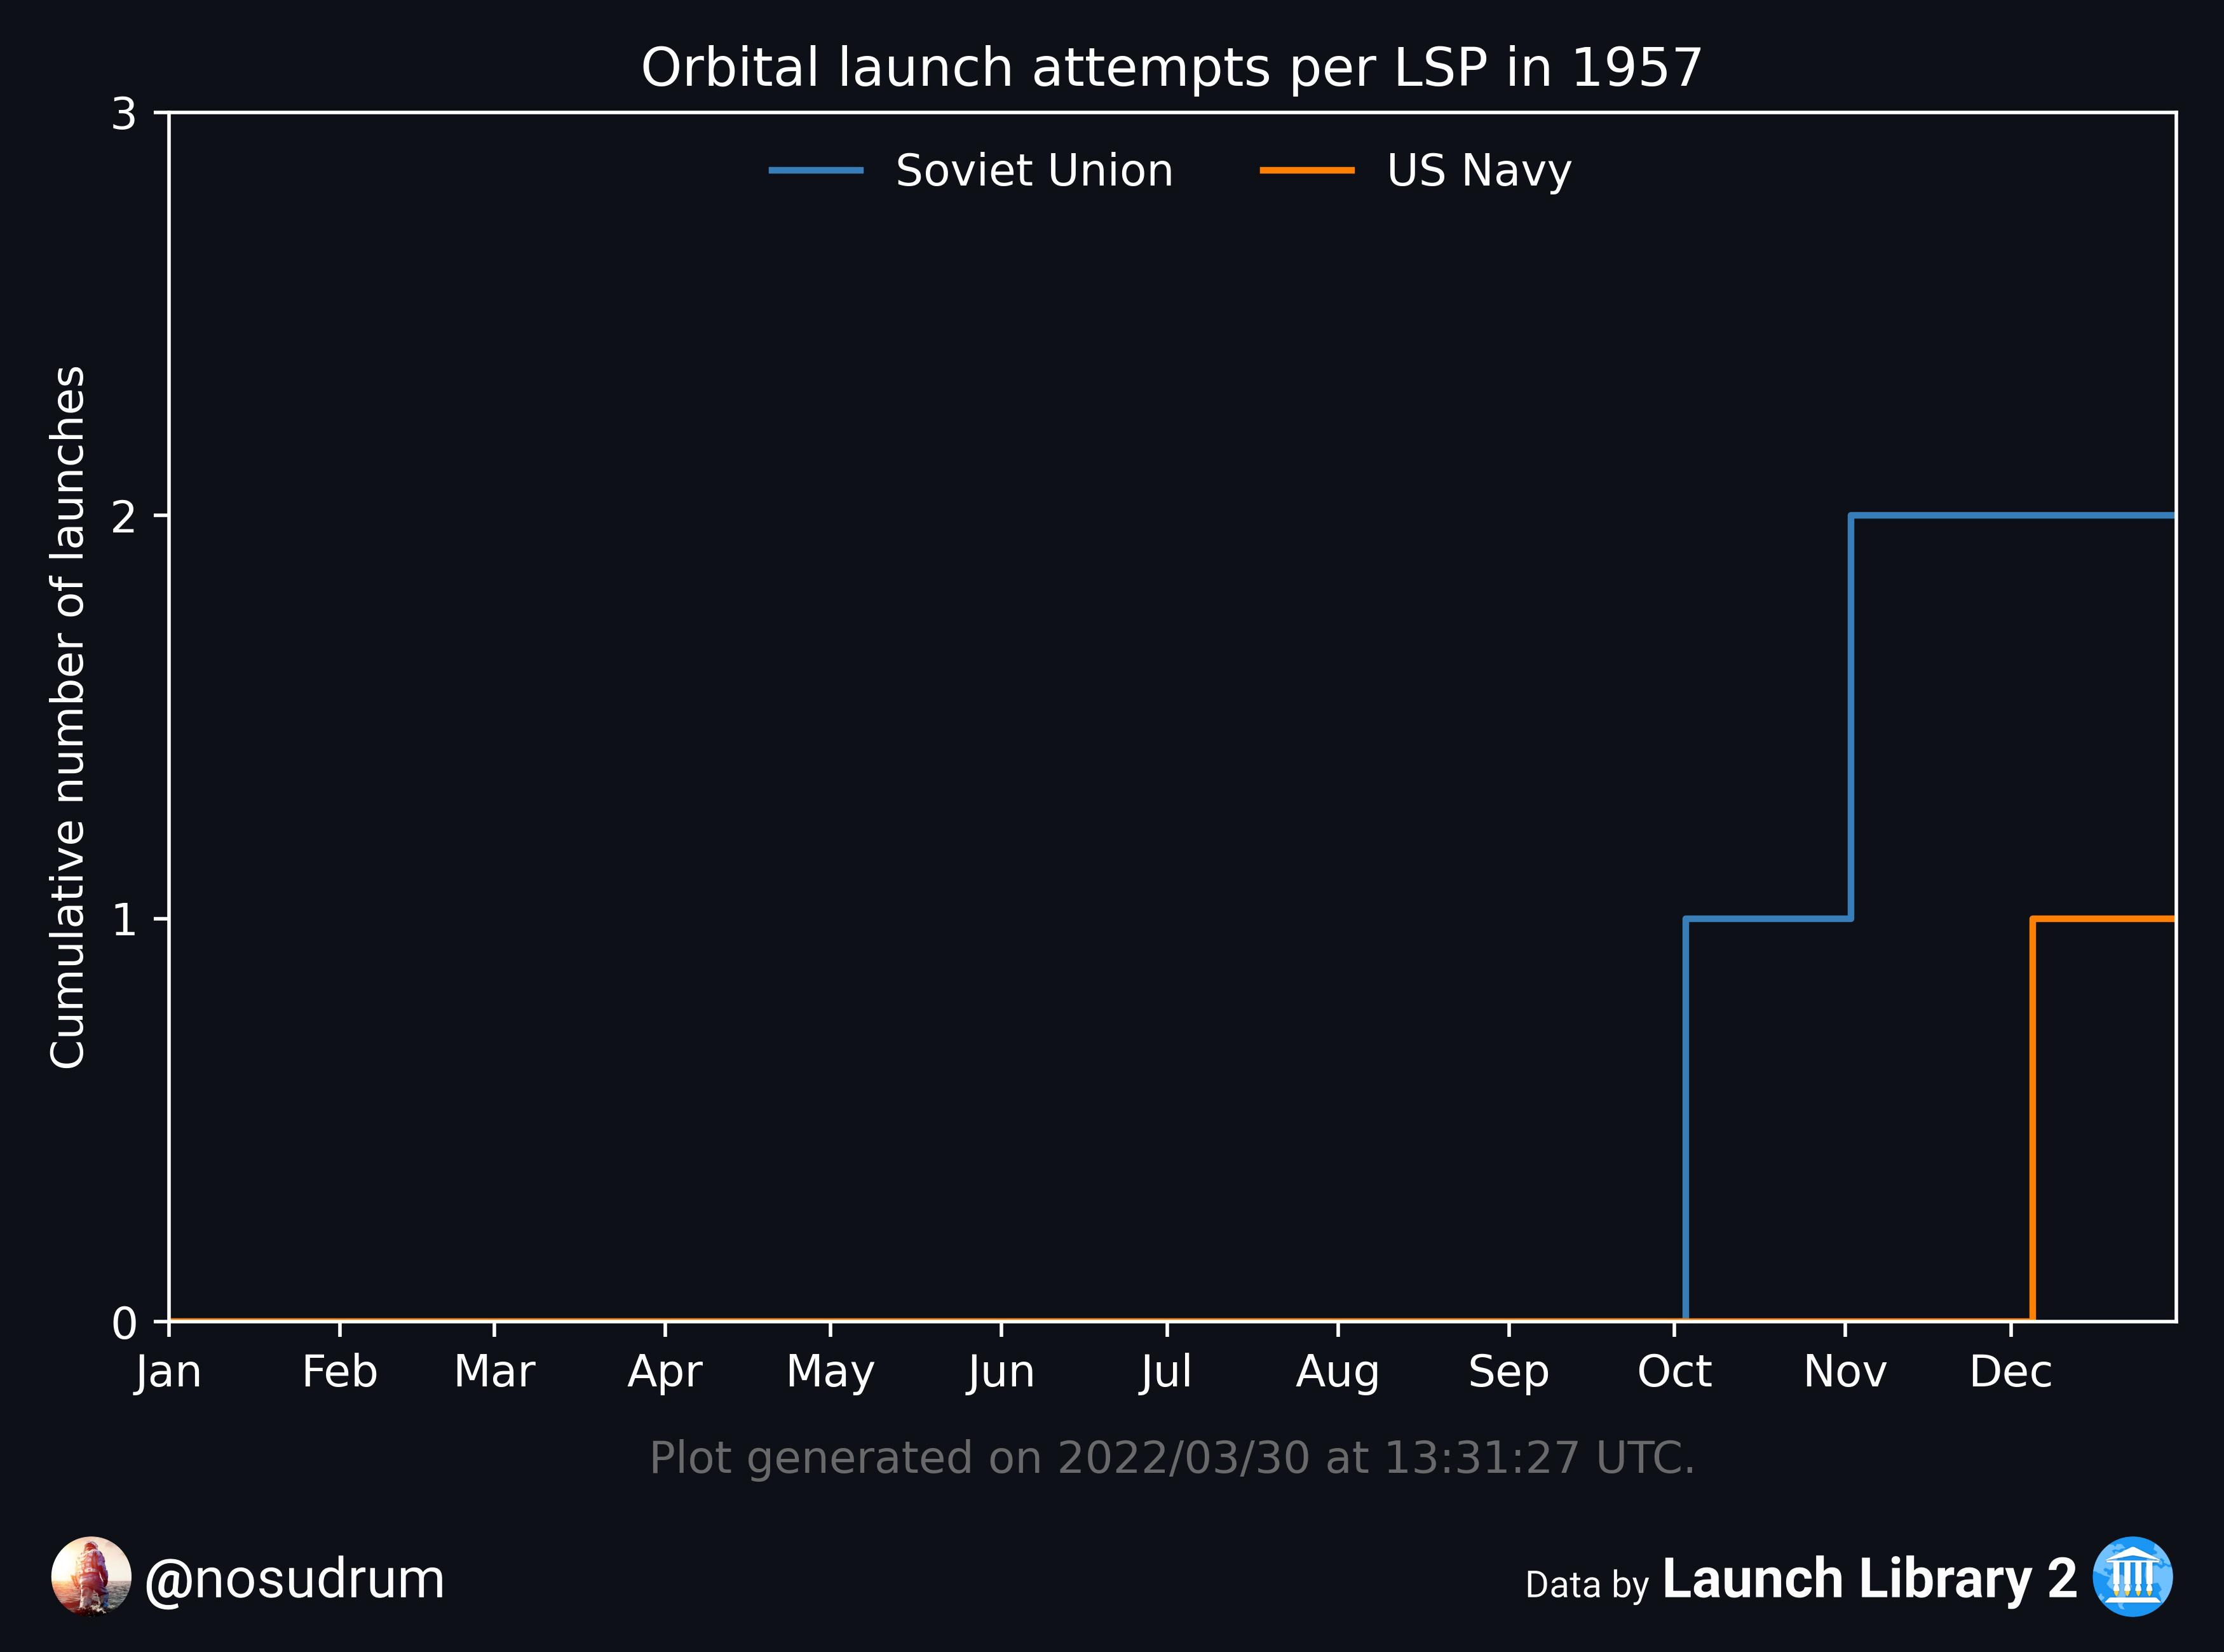 Orbital launch attempts per LSP in 1957
3
Soviet Union US Navy
Cumulative number of launches
2
1
0
Jan Feb Mar Apr May Jun Jul Aug Sep Oct Nov Dec
Plot generated on 2022/03/30 at 13:31:27 UTC.
@nosudrum
Data by Launch Library 2